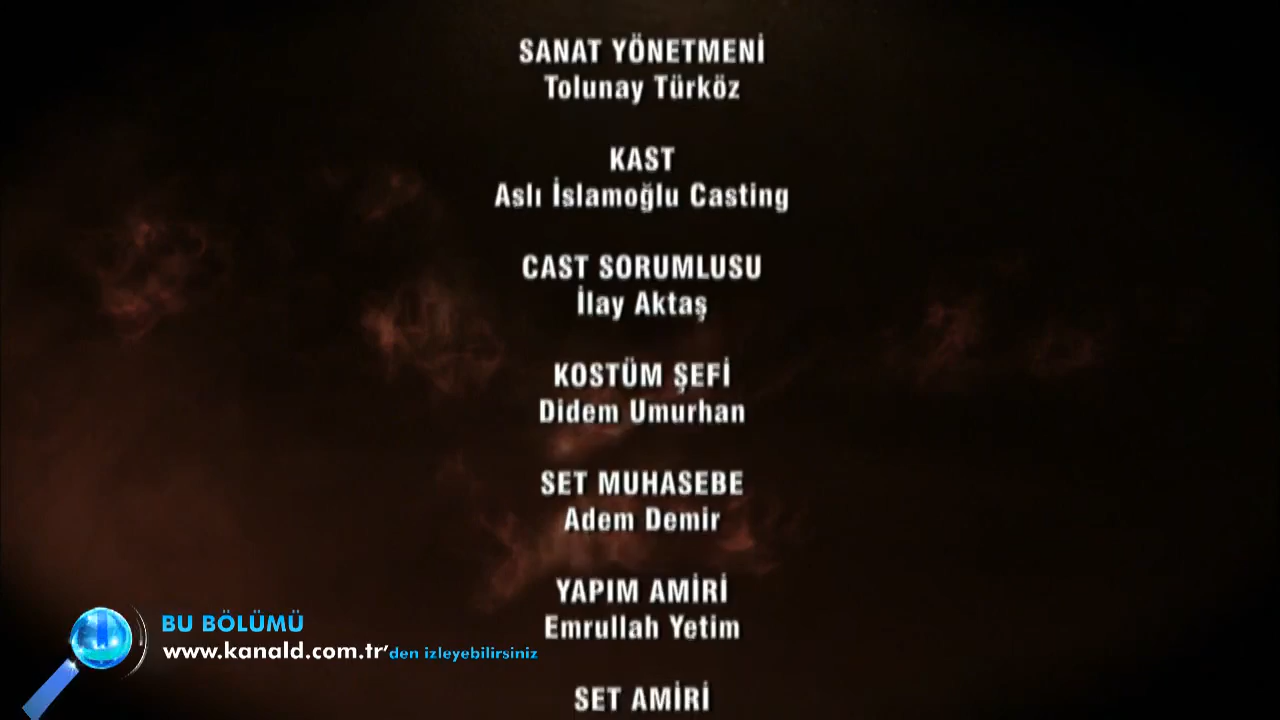 SANAT YÖNETMENİ
Tolunay Türköz
KAST
Aslı İslamoğlu Casting
CAST SORUMLUSU
İlay Aktaş
KOSTÜM ŞEFİ
Didem Umurhan
SET MUHASEBE
Adem Demir
YAPIM AMİRİ
Emrullah Yetim
BU BÖLÜMÜ
www.kanald.com.tr'den izleyebilirsiniz
SET AMİRİ